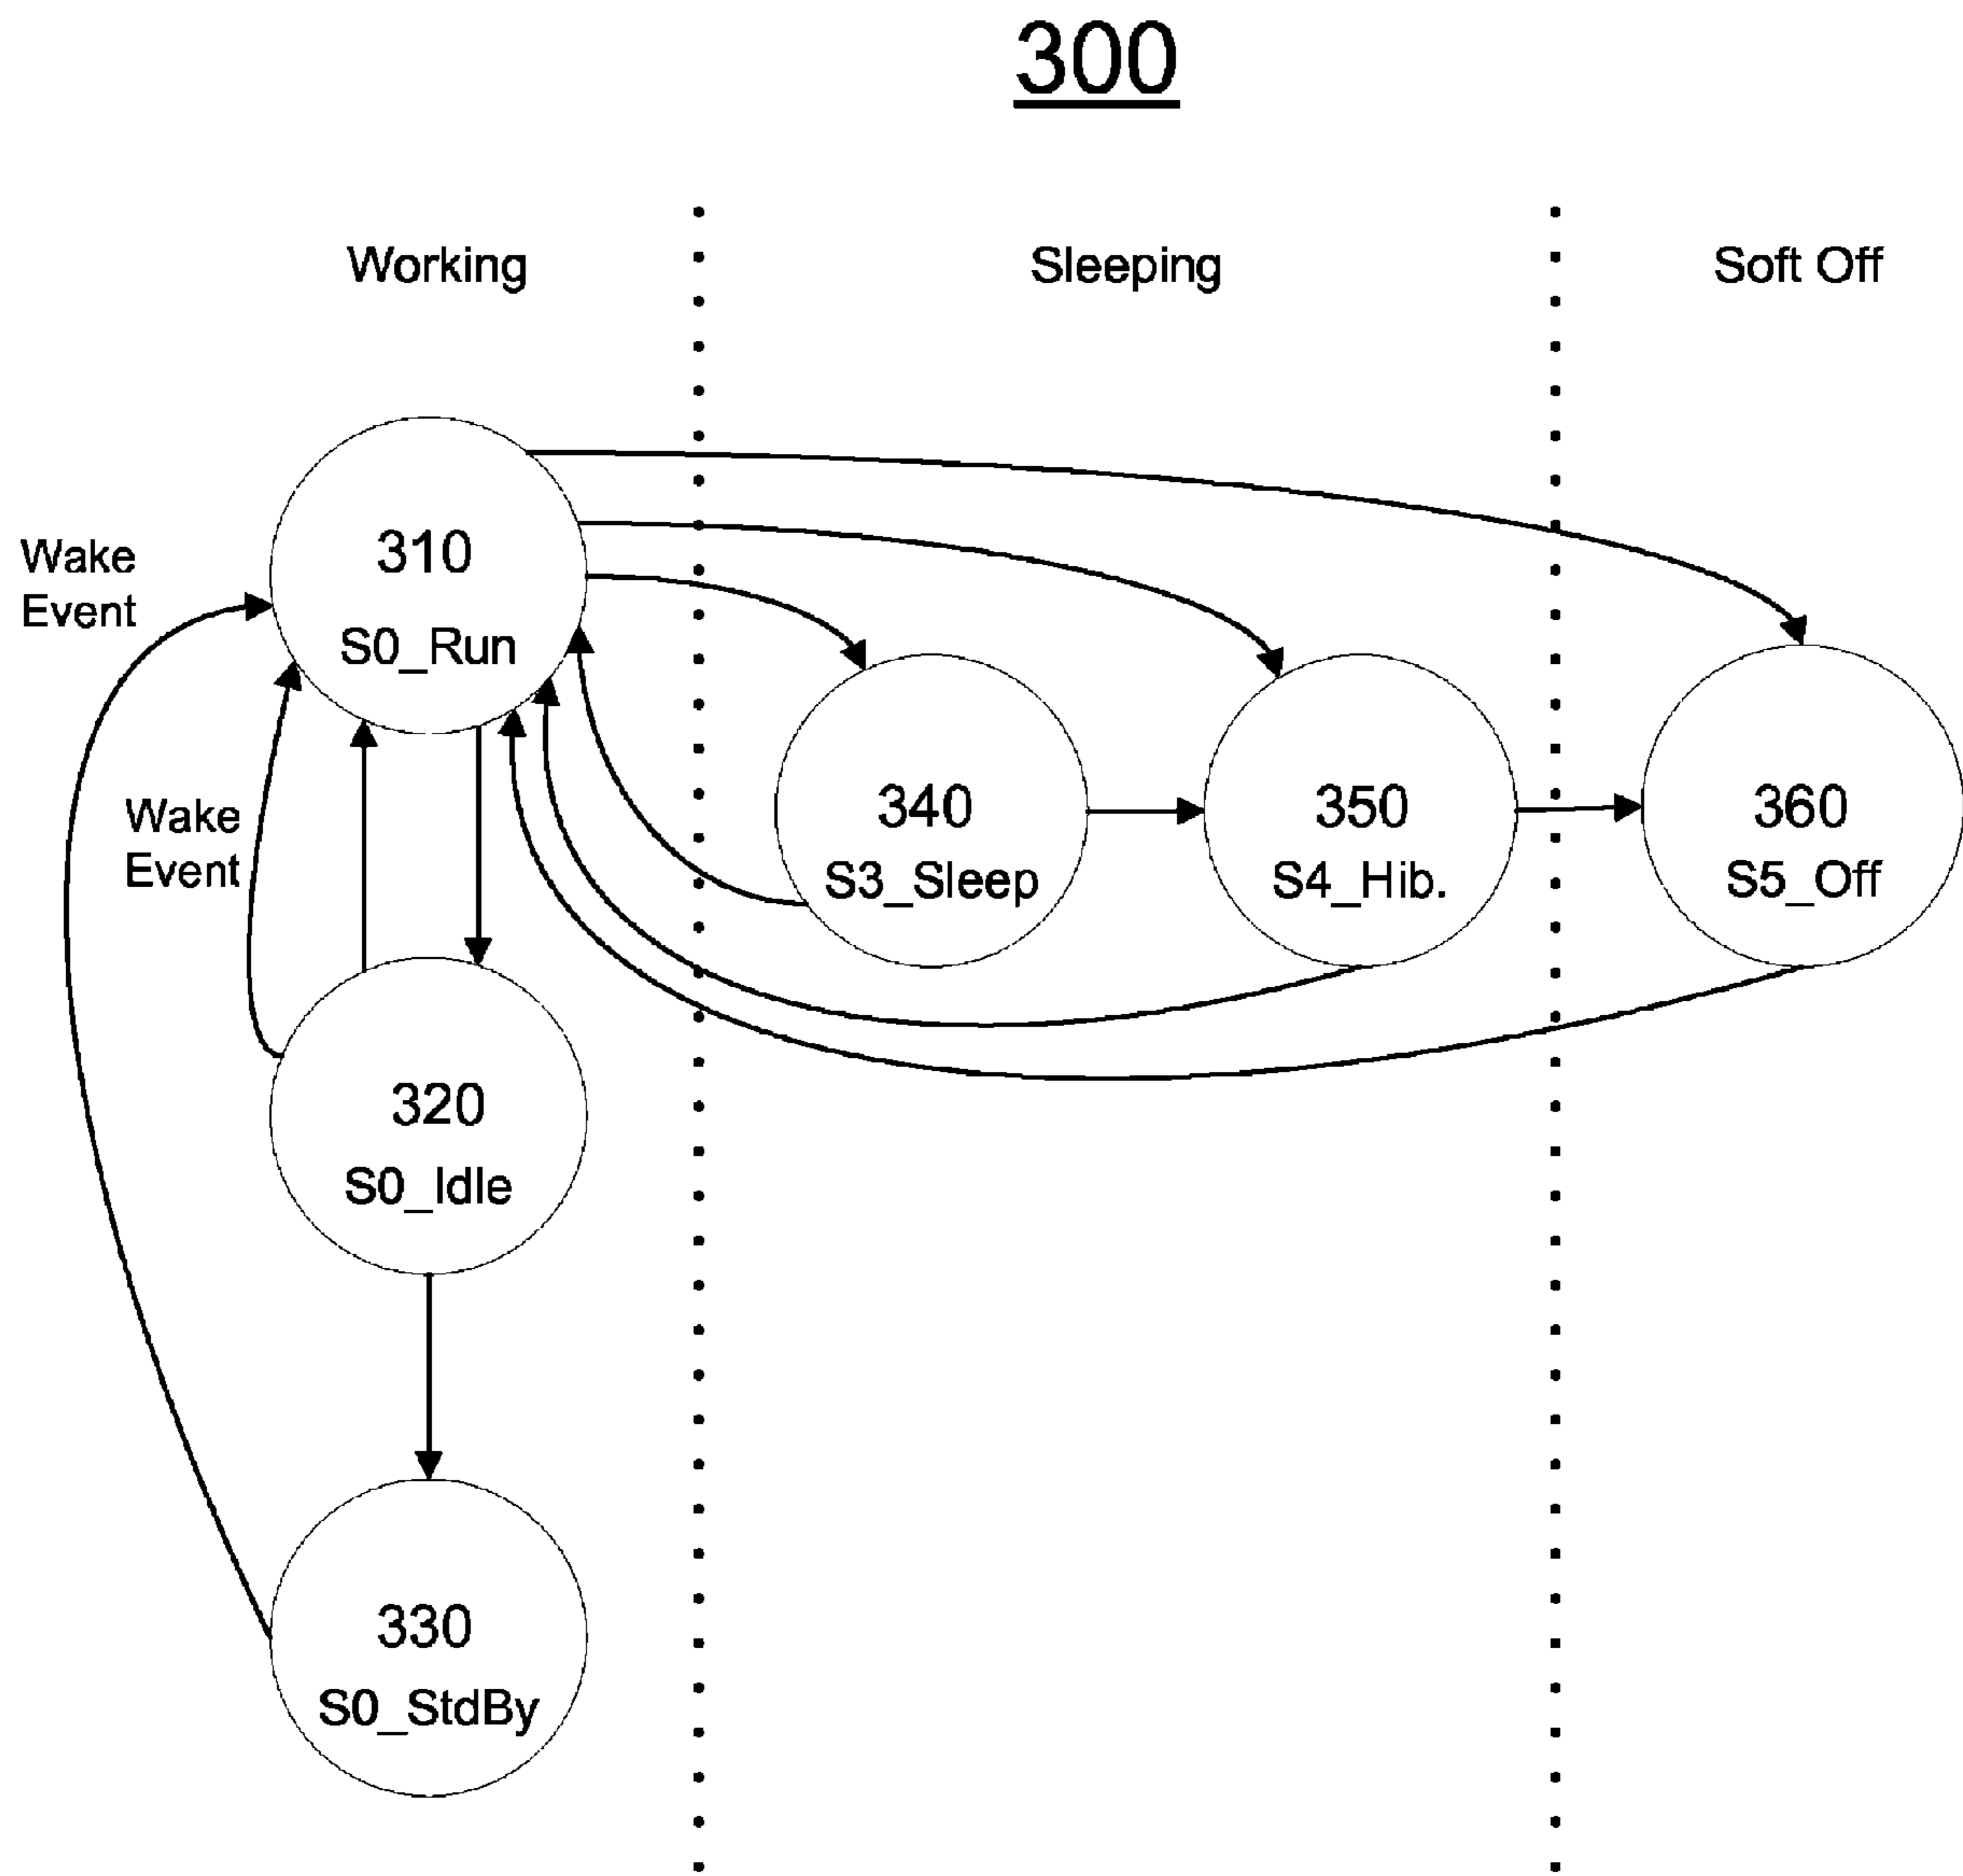 300
Working
Sleeping
Soft Off
310
S0_Run
Wake
Event
Wake
Event
340
S3_Sleep
350
S4_Hib.
360
S5_Off
320
S0_Idle
330
S0_StdBy